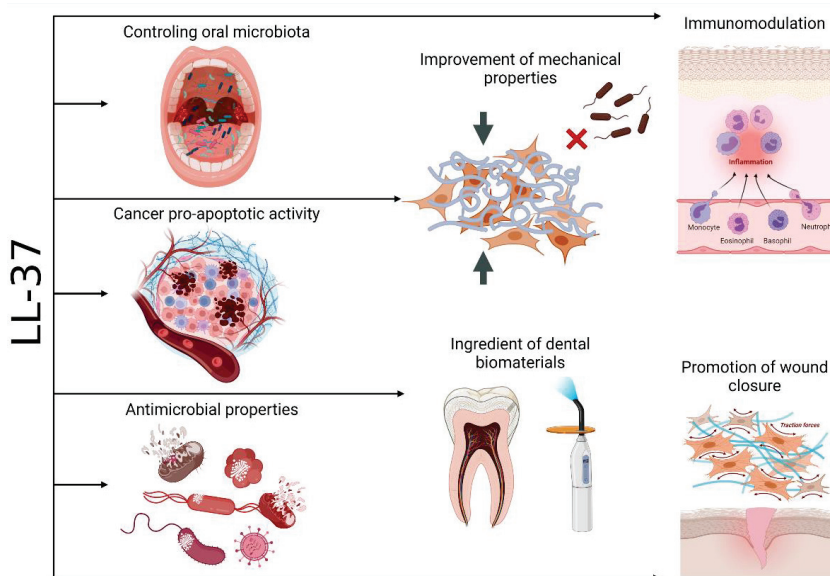 LL-37
Controling oral microbiota
Cancer pro-apoptotic activity
Antimicrobial properties
Improvement of mechanical
properties
Ingredient of dental
biomaterials
Immunomodulation
Inflammation
Monocyte
Eosinophil
Basophil
Neutroph
Promotion of wound
closure
Traction forces